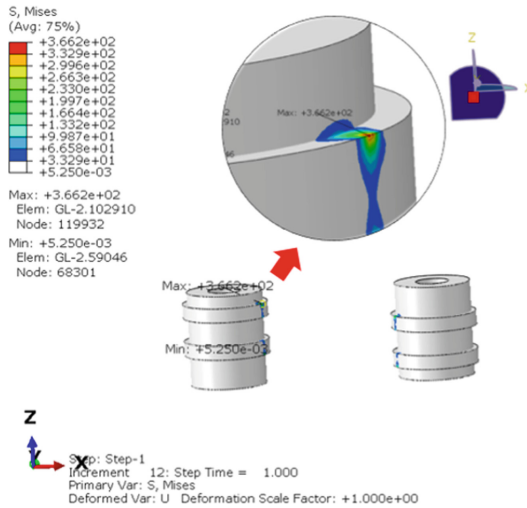 S, Mises
(Avg: 75%)
+3.662e+02
+3.329e+02
+2.996e+02
+2.663e+02
+2.330e+02
+1.997e+02
+1.664e+02
+1.332e+02
+9.987e+01
+6.658e+01
+3.329e+01
+5.250e-03
Max: +3.662e+02
Elem: GL-2.102910
Node: 119932
Min: +5.250e-03
Elem: GL-2.59046
Node: 68301
Z
X
2
910
Max: +3.662e+02
46
Max: +3.662e+02
Min: +5.250e-03
Z
Y
X
Step: Step-1
Increment 12: Step Time = 1.000
Primary Var: S, Mises
Deformed Var: U Deformation Scale Factor: +1.000e+00